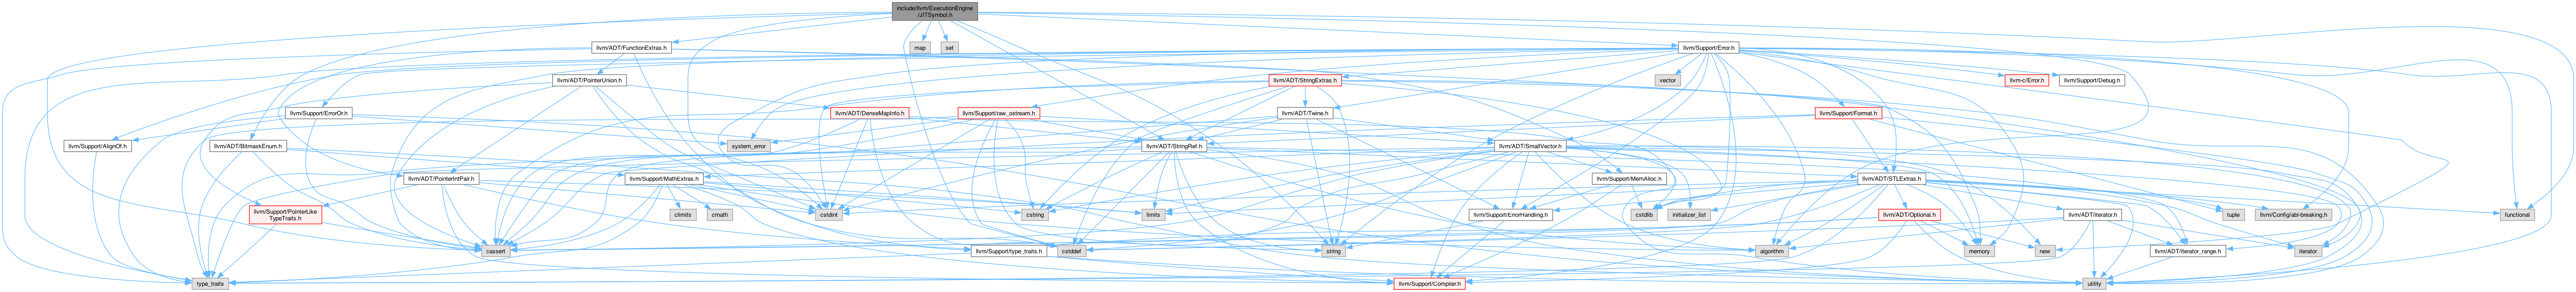 include/llvm/ExecutionEngine
/JITSymbol.h
llvm/ADT/FunctionExtras.h
map
set
llvm/Support/Error.h
llvm/ADT/PointerUnion.h
vector
llvm/ADT/StringExtras.h
llvm-c/Error.h
llvm/Support/Debug.h
llvm/Support/ErrorOr.h
llvm/ADT/DenseMapInfo.h
llvm/Support/raw_ostream.h
llvm/ADT/Twine.h
llvm/Support/Format.h
llvm/Support/AlignOf.h
llvm/ADT/BitmaskEnum.h
system_error
llvm/ADT/StringRef.h
llvm/ADT/SmallVector.h
llvm/ADT/PointerIntPair.h
llvm/Support/MathExtras.h
llvm/Support/MemAlloc.h
llvm/ADT/STLExtras.h
llvm/Support/PointerLike
TypeTraits.h
climits
cmath
cstdint
cstring
limits
llvm/Support/ErrorHandling.h
cstdlib
initializer_list
llvm/ADT/Optional.h
llvm/ADT/iterator.h
tuple
llvm/Config/abi-breaking.h
functional
cassert
llvm/Support/type_traits.h
cstddef
string
algorithm
memory
new
llvm/ADT/iterator_range.h
iterator
type_traits
llvm/Support/Compiler.h
utility